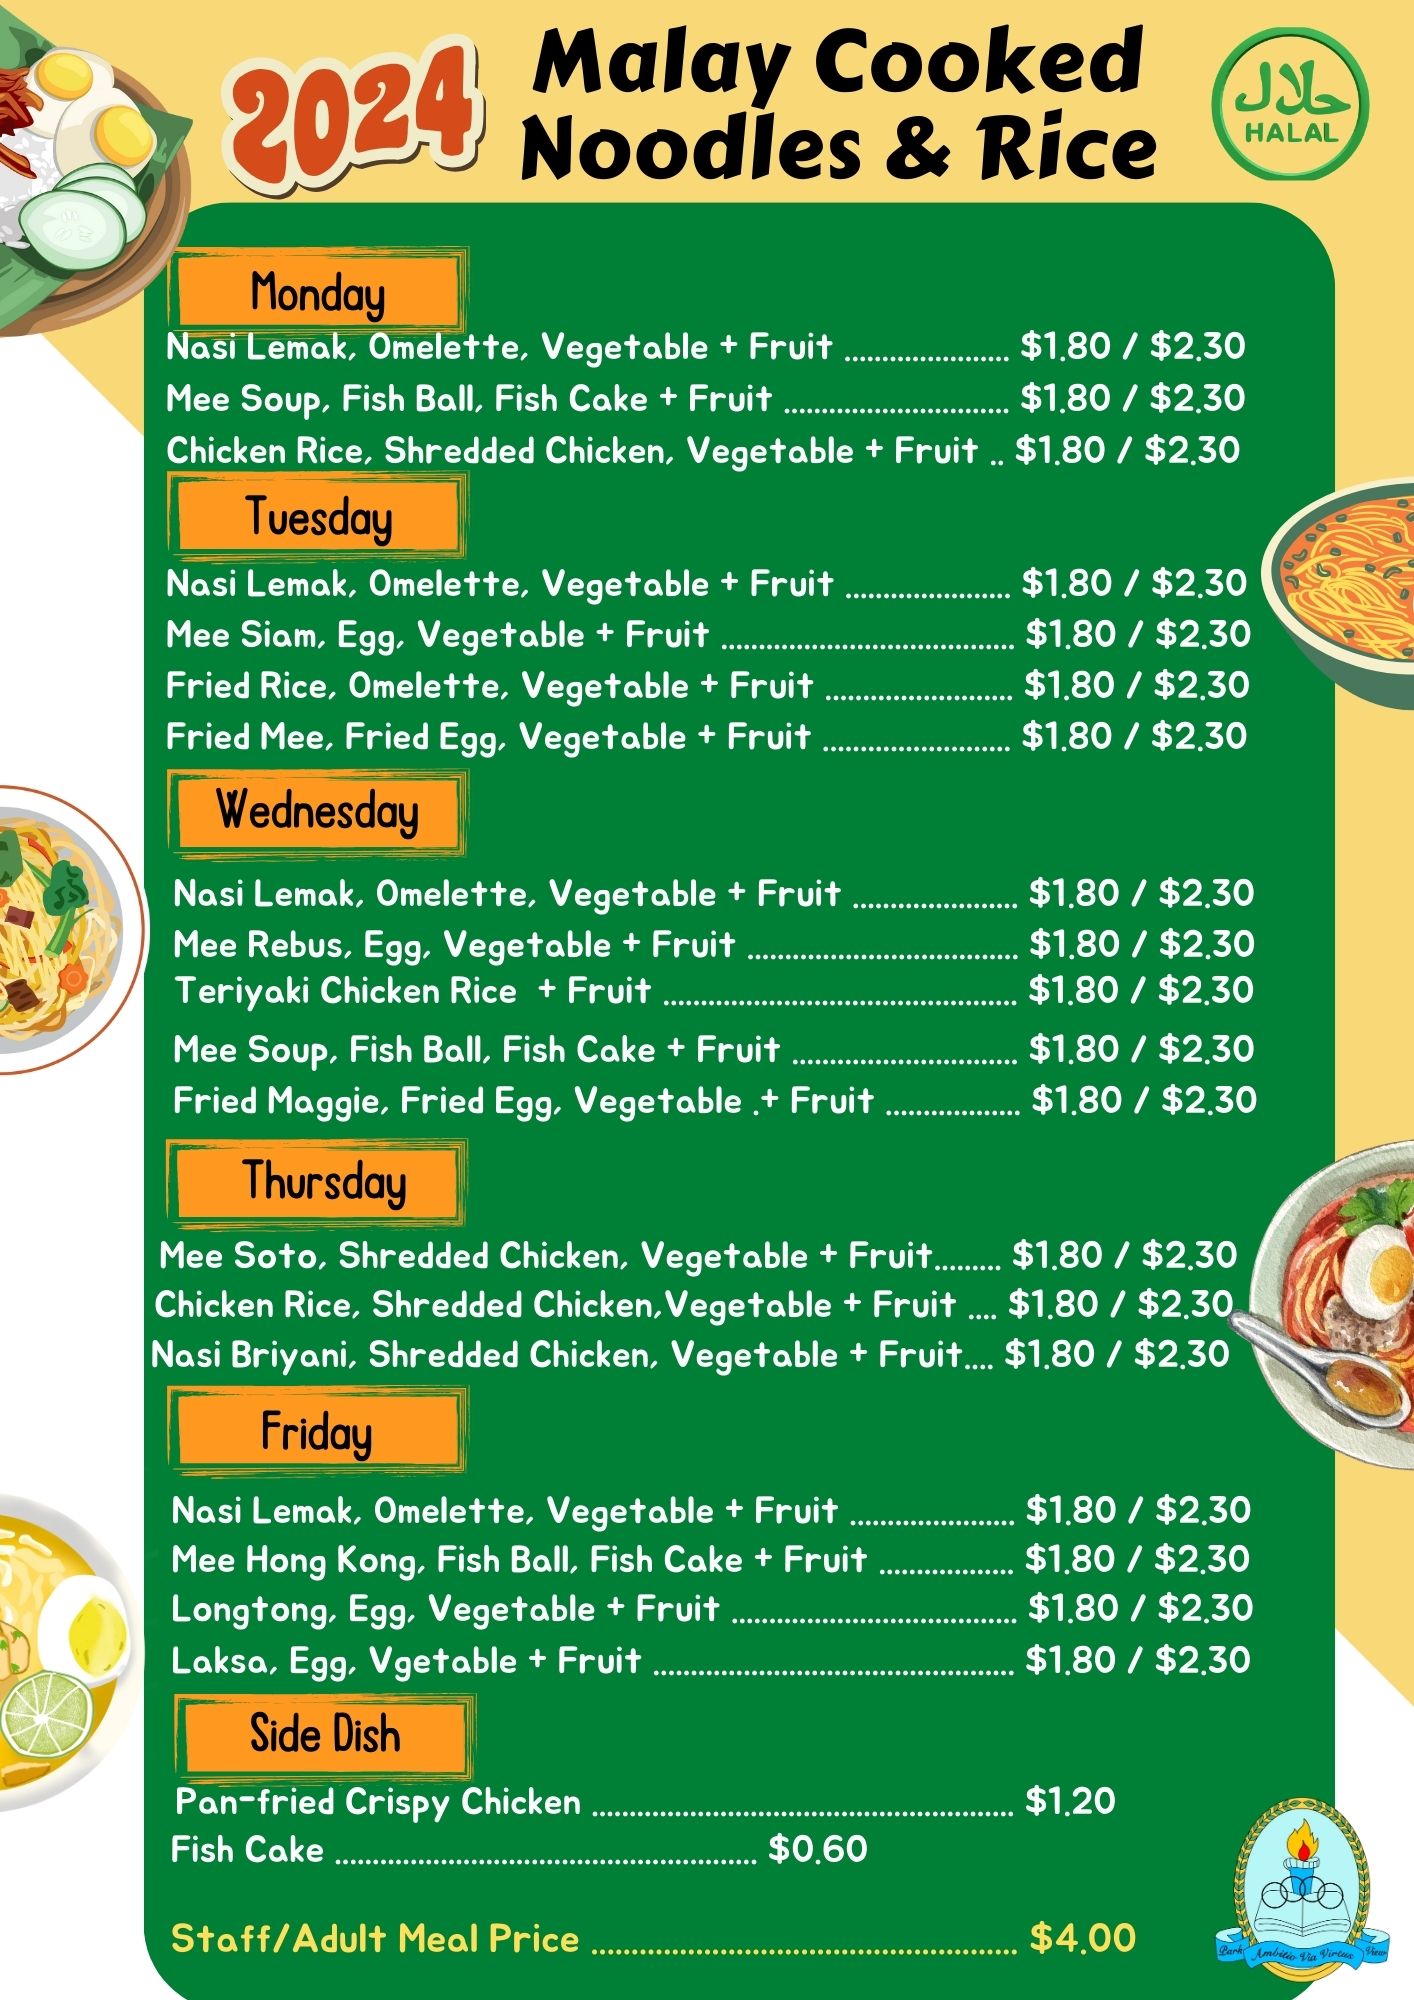 2024
Malay Cooked
Noodles & Rice
حلال
HALAL
Monday
Nasi Lemak, Omelette, Vegetable + Fruit ...................... $1.80 / $2.30
Mee Soup, Fish Ball, Fish Cake + Fruit .............................. $1.80 / $2.30
Chicken Rice, Shredded Chicken, Vegetable + Fruit .. $1.80 / $2.30
Tuesday
Nasi Lemak, Omelette, Vegetable + Fruit ...................... $1.80 / $2.30
Mee Siam, Egg, Vegetable + Fruit ....................................... $1.80 / $2.30
Fried Rice, Omelette, Vegetable + Fruit ......................... $1.80 / $2.30
Fried Mee, Fried Egg, Vegetable + Fruit ......................... $1.80 / $2.30
Wednesday
Nasi Lemak, Omelette, Vegetable + Fruit ...................... $1.80 / $2.30
Mee Rebus, Egg, Vegetable + Fruit .................................... $1.80 / $2.30
Teriyaki Chicken Rice + Fruit ............................................... $1.80 / $2.30
Mee Soup, Fish Ball, Fish Cake + Fruit .............................. $1.80 / $2.30
Fried Maggie, Fried Egg, Vegetable .+ Fruit .................. $1.80 / $2.30
Thursday
Mee Soto, Shredded Chicken, Vegetable + Fruit......... $1.80 / $2.30
Chicken Rice, Shredded Chicken,Vegetable + Fruit .... $1.80 / $2.30
Nasi Briyani, Shredded Chicken, Vegetable + Fruit.... $1.80 / $2.30
Friday
Nasi Lemak, Omelette, Vegetable + Fruit ...................... $1.80 / $2.30
Mee Hong Kong, Fish Ball, Fish Cake + Fruit .................. $1.80 / $2.30
Longtong, Egg, Vegetable + Fruit ...................................... $1.80 / $2.30
Laksa, Egg, Vgetable + Fruit ................................................ $1.80 / $2.30
Side Dish
Pan-fried Crispy Chicken ........................................................ $1.20
Fish Cake ........................................................ $0.60
Staff/Adult Meal Price ......................................................... $4.00
Park Ambitio Via Virtus View